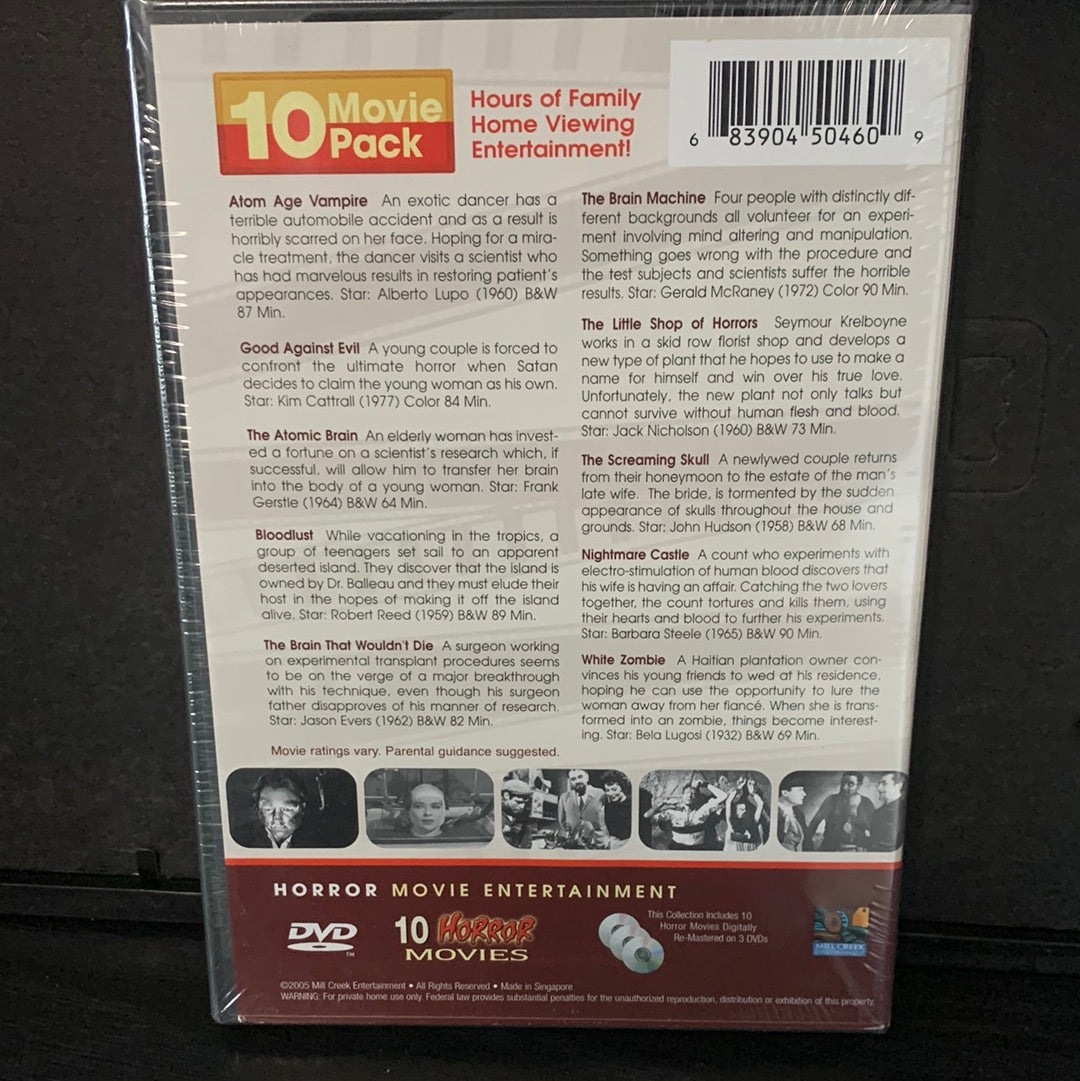 10 Movie
Pack
Hours of Family
Home Viewing
Entertainment!
6 83904 50460 9
Atom Age Vampire An exotic dancer has a
terrible automobile accident and as a result is
horribly scarred on her face. Hoping for a mira-
cle treatment, the dancer visits a scientist who
has had marvelous results in restoring patient's
appearances. Star: Alberto Lupo (1960) B&W
87 Min.
Good Against Evil A young couple is forced to
confront the ultimate horror when Satan
decides to claim the young woman as his own.
Star: Kim Cattrall (1977) Color 84 Min.
The Atomic Brain An elderly woman has invest-
ed a fortune on a scientist's research which, if
successful, will allow him to transfer her brain
into the body of a young woman. Star: Frank
Gerstle (1964) B&W 64 Min.
Bloodlust While vacationing in the tropics, a
group of teenagers set sail to an apparent
deserted island. They discover that the island is
owned by Dr. Balleau and they must elude their
host in the hopes of making it off the island
alive. Star: Robert Reed (1959) B&W 89 Min.
The Brain That Wouldn't Die A surgeon working
on experimental transplant procedures seems
to be on the verge of a major breakthrough
with his technique, even though his surgeon
father disapproves of his manner of research.
Star: Jason Evers (1962) B&W 82 Min.
The Brain Machine Four people with distinctly dif-
ferent backgrounds all volunteer for an experi-
ment involving mind altering and manipulation.
Something goes wrong with the procedure and
the test subjects and scientists suffer the horrible
results. Star: Gerald McRaney (1972) Color 90 Min.
The Little Shop of Horrors Seymour Krelboyne
works in a skid row florist shop and develops a
new type of plant that he hopes to use to make a
name for himself and win over his true love.
Unfortunately, the new plant not only talks but
cannot survive without human flesh and blood.
Star: Jack Nicholson (1960) B&W 73 Min.
The Screaming Skull A newlywed couple returns
from their honeymoon to the estate of the man's
late wife. The bride, is tormented by the sudden
appearance of skulls throughout the house and
grounds. Star: John Hudson (1958) B&W 68 Min.
Nightmare Castle A count who experiments with
electro-stimulation of human blood discovers that
his wife is having an affair. Catching the two lovers
together, the count tortures and kills them, using
their hearts and blood to further his experiments.
Star: Barbara Steele (1965) B&W 90 Min.
White Zombie A Haitian plantation owner con-
vinces his young friends to wed at his residence,
hoping he can use the opportunity to lure the
woman away from her fiancé. When she is trans-
formed into an zombie, things become interest-
ing. Star: Bela Lugosi (1932) B&W 69 Min.
Movie ratings vary. Parental guidance suggested.
HORROR MOVIE ENTERTAINMENT
DVD
TM
10 HORROR
MOVIES
This Collection Includes 10
Horror Movies Digitally
Re-Mastered on 3 DVDs
MILL CREEK
ENTERTAINMENT
©2005 Mill Creek Entertainment • All Rights Reserved • Made in Singapore
WARNING: For private home use only. Federal law provides substantial penalties for the unauthorized reproduction, distribution or exhibition of this property.